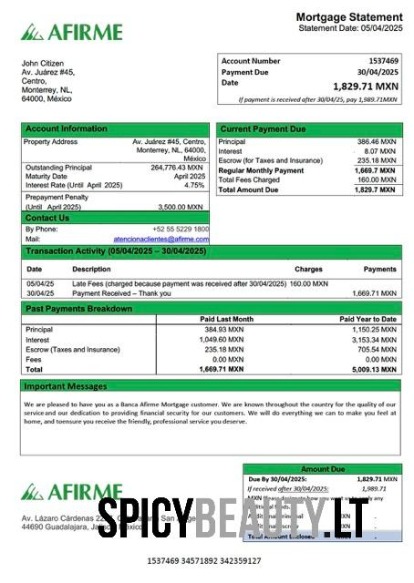 AFIRME
Mortgage Statement
Statement Date: 05/04/2025
John Citizen
Av. Juárez #45,
Centro,
Monterrey, NL,
64000, México
Account Number 1537469
Payment Due 30/04/2025
Date 1,829.71 MXN
If payment is received after 30/04/25, pay 1,989.71MXN
Account Information
Property Address Av. Juárez #45, Centro,
Monterrey, NL, 64000,
México
Outstanding Principal 264,776.43 MXN
Maturity Date April 2025
Interest Rate (Until April 2025) 4.75%
Prepayment Penalty
(Until April 2025) 3,500.00 MXN
Contact Us
By Phone: +52 55 5229 1800
Mail: atencionaclientes@afirme.com
Current Payment Due
Principal 386.46 MXN
Interest 8.07 MXN
Escrow (for Taxes and Insurance) 235.18 MXN
Regular Monthly Payment 1,669.7 MXN
Total Fees Charged 160.00 MXN
Total Amount Due 1,829.7 MXN
Transaction Activity (05/04/2025 – 30/04/2025)
Date Description Charges Payments
05/04/25 Late Fees (charged because payment was received after 30/04/2025) 160.00 MXN
30/04/25 Payment Received – Thank you 1,669.71 MXN
Past Payments Breakdown
Paid Last Month Paid Year to Date
Principal 384.93 MXN 1,150.25 MXN
Interest 1,049.60 MXN 3,153.34 MXN
Escrow (Taxes and Insurance) 235.18 MXN 705.54 MXN
Fees 0.00 MXN 0.00 MXN
Total 1,669.71 MXN 5,009.13 MXN
Important Messages
We are pleased to have you as a Banca Afirme Mortgage customer. We are known throughout the country for the quality of our
service and our dedication to providing financial security for our customers. We will do everything we can to make you feel at
home, and toensure you receive the friendly, professional service you deserve.
AFIRME
Av. Lázaro Cárdenas
44690 Guadalajara,
Amount Due
Due By 30/04/2025: 1,829.71 MXN
If received after 30/04/25: 1,989.71
MXN
Total Amount Enclosed
SPICYBEAUTY.LT
1537469 34571892 342359127